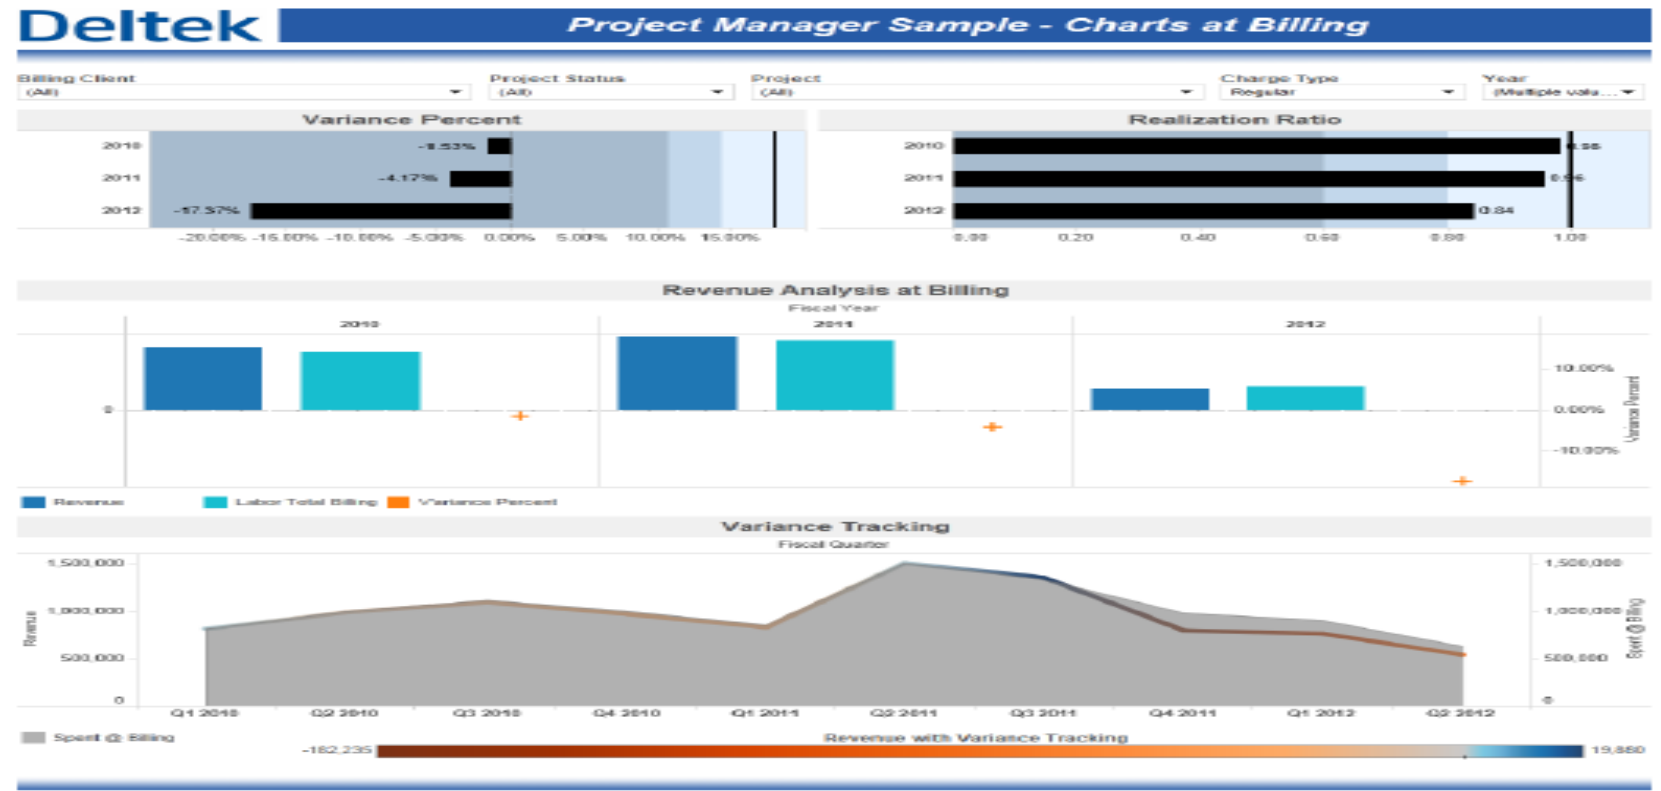 Deltek
Project Manager Sample - Charts at Billing
Billing Client Project Status Project Charge Type Year
(All) (All) (All) Regular (Multiple valu...
Variance Percent
2010
2011 -4.17%
2012 -17.37%
-20.00% -15.00% -10.00% -5.00% 0.00% 5.00% 10.00% 15.00%
Realization Ratio
2010
2011
2012 0.84
0.00 0.20 0.40 0.60 0.80 1.00
Revenue Analysis at Billing
Fiscal Year
2010 2011 2012
0
10.00%
0.00%
-10.00%
Variance Percent
Revenue Labor Total Billing Variance Percent
Variance Tracking
Fiscal Quarter
Revenue
1,500,000
1,000,000
500,000
0
1,500,000
1,000,000
500,000
0
Spent @ Billing
Q1 2010 Q2 2010 Q3 2010 Q4 2010 Q1 2011 Q2 2011 Q3 2011 Q4 2011 Q1 2012 Q2 2012
Spent @ Billing
Revenue with Variance Tracking
-182,235 19,880